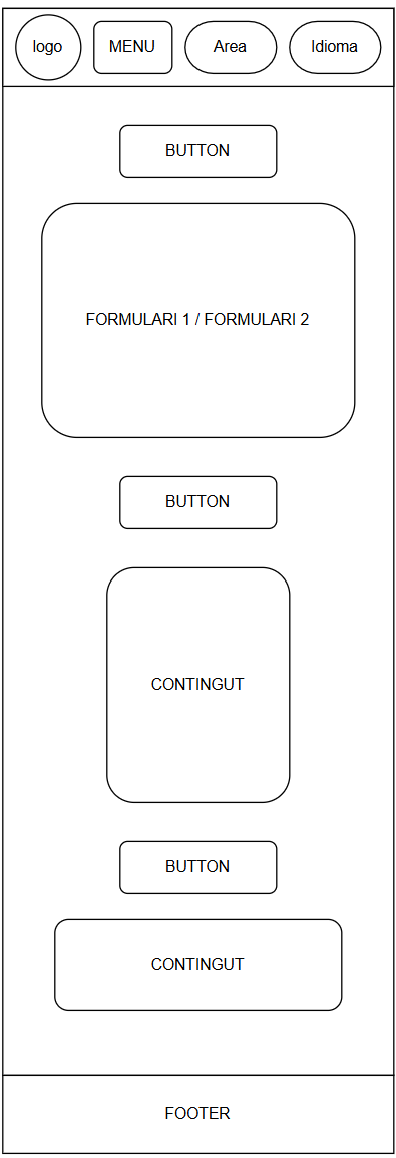 logo MENU Area Idioma
BUTTON
FORMULARI 1 / FORMULARI 2
BUTTON
CONTINGUT
BUTTON
CONTINGUT
FOOTER